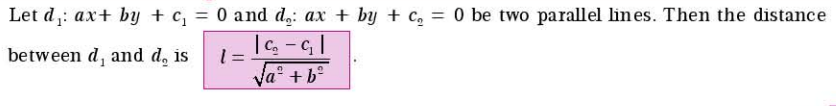 Let d₁: ax+ by + c₁ = 0 and d₂: ax + by + c₂ = 0 be two parallel lines. Then the distance
between d₁ and d₂ is l = |c₂ − c₁| / √(a² + b²) .